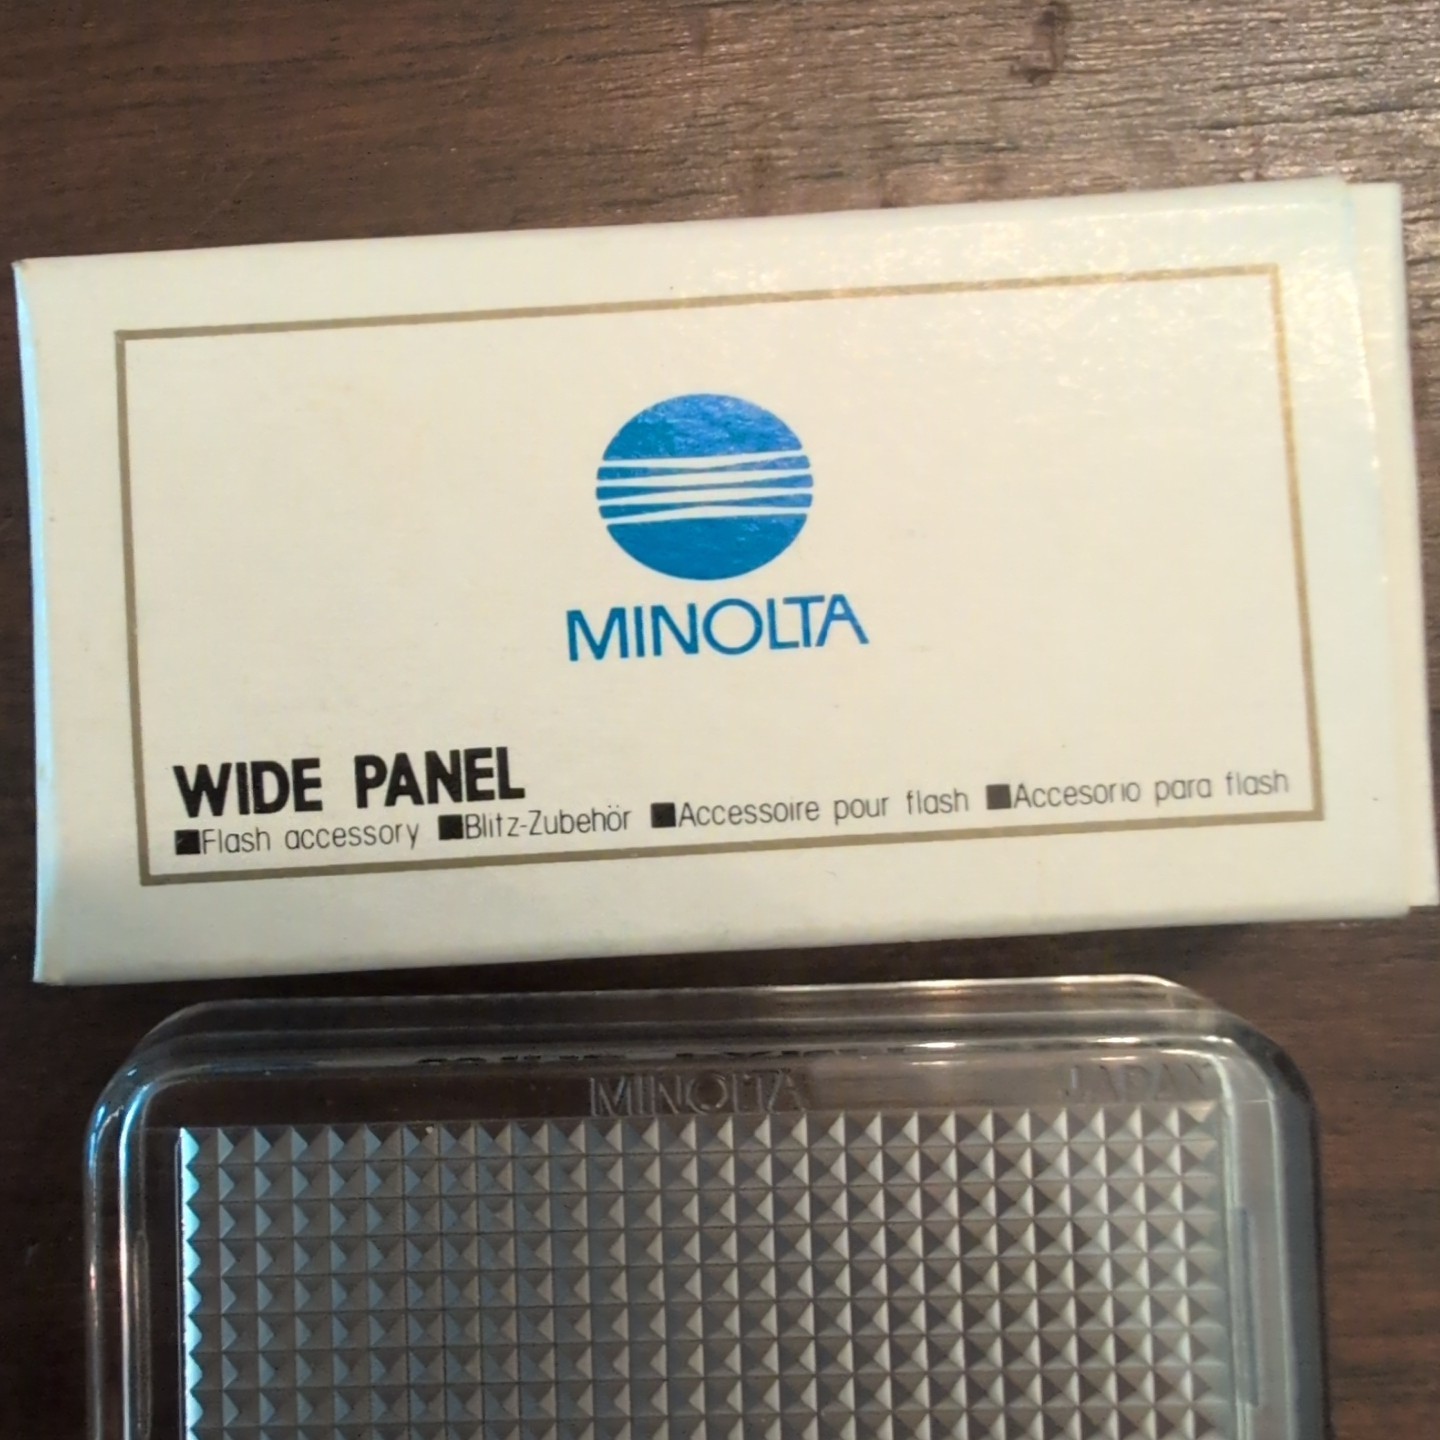 MINOLTA
WIDE PANEL
■Flash accessory ■Blitz-Zubehör ■Accessoire pour flash ■Accesorio para flash
MINOLTA JAPAN